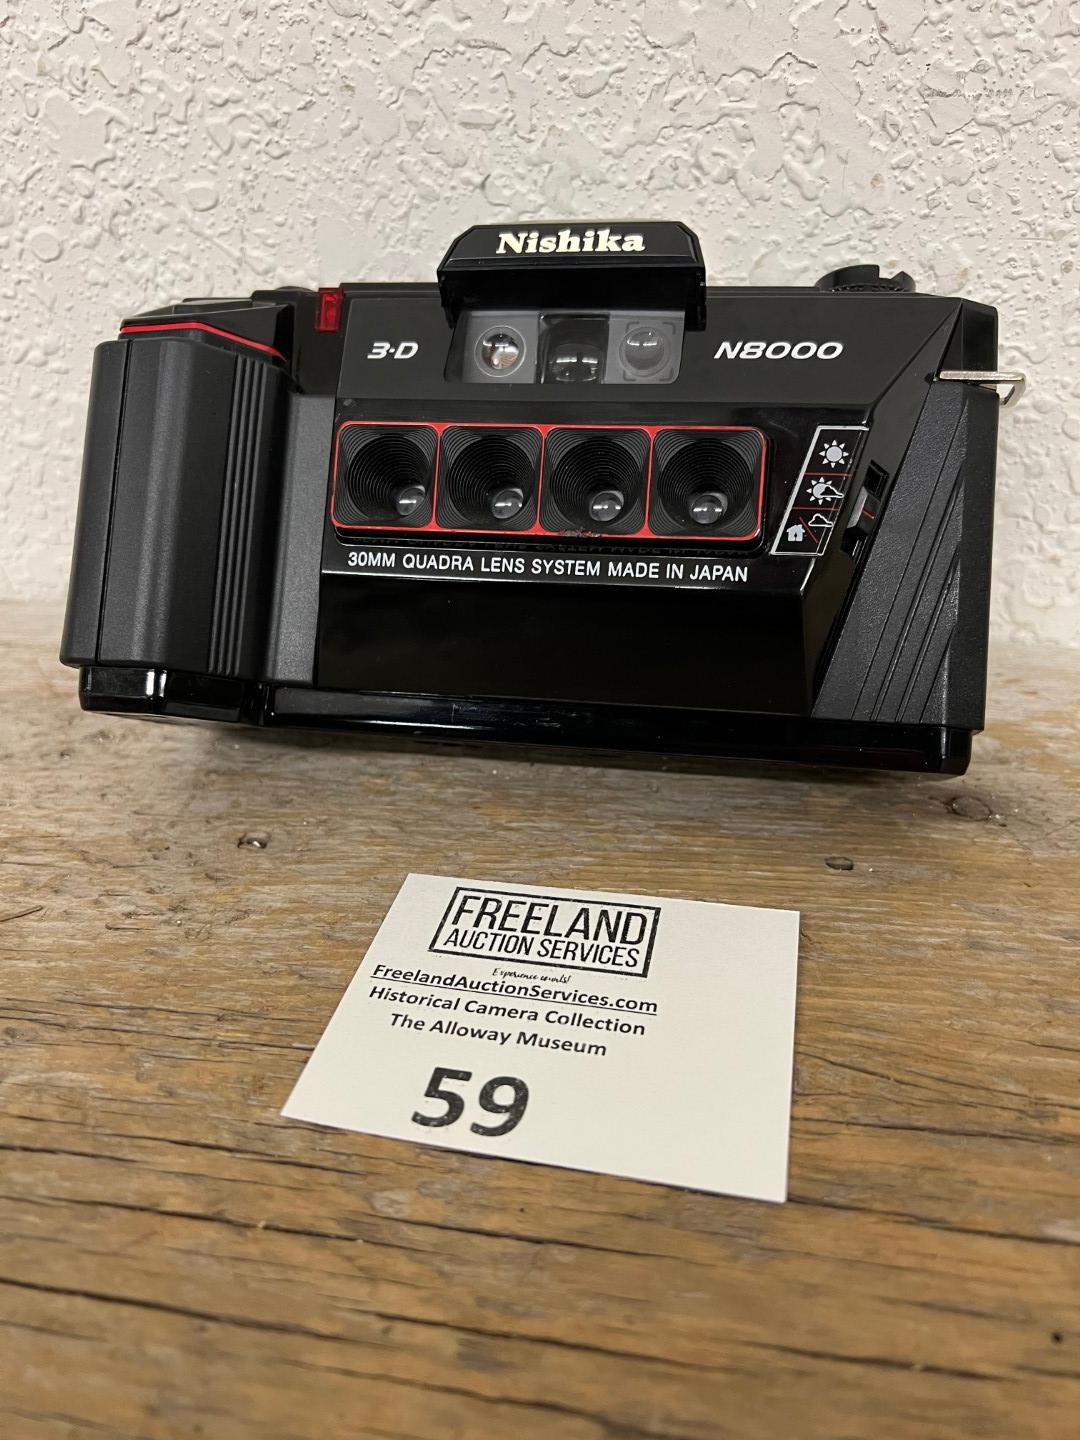 Nishika
3-D
N8000
30MM QUADRA LENS SYSTEM MADE IN JAPAN
FREELAND
AUCTION SERVICES
Experience counts!
FreelandAuctionServices.com
Historical Camera Collection
The Alloway Museum
59